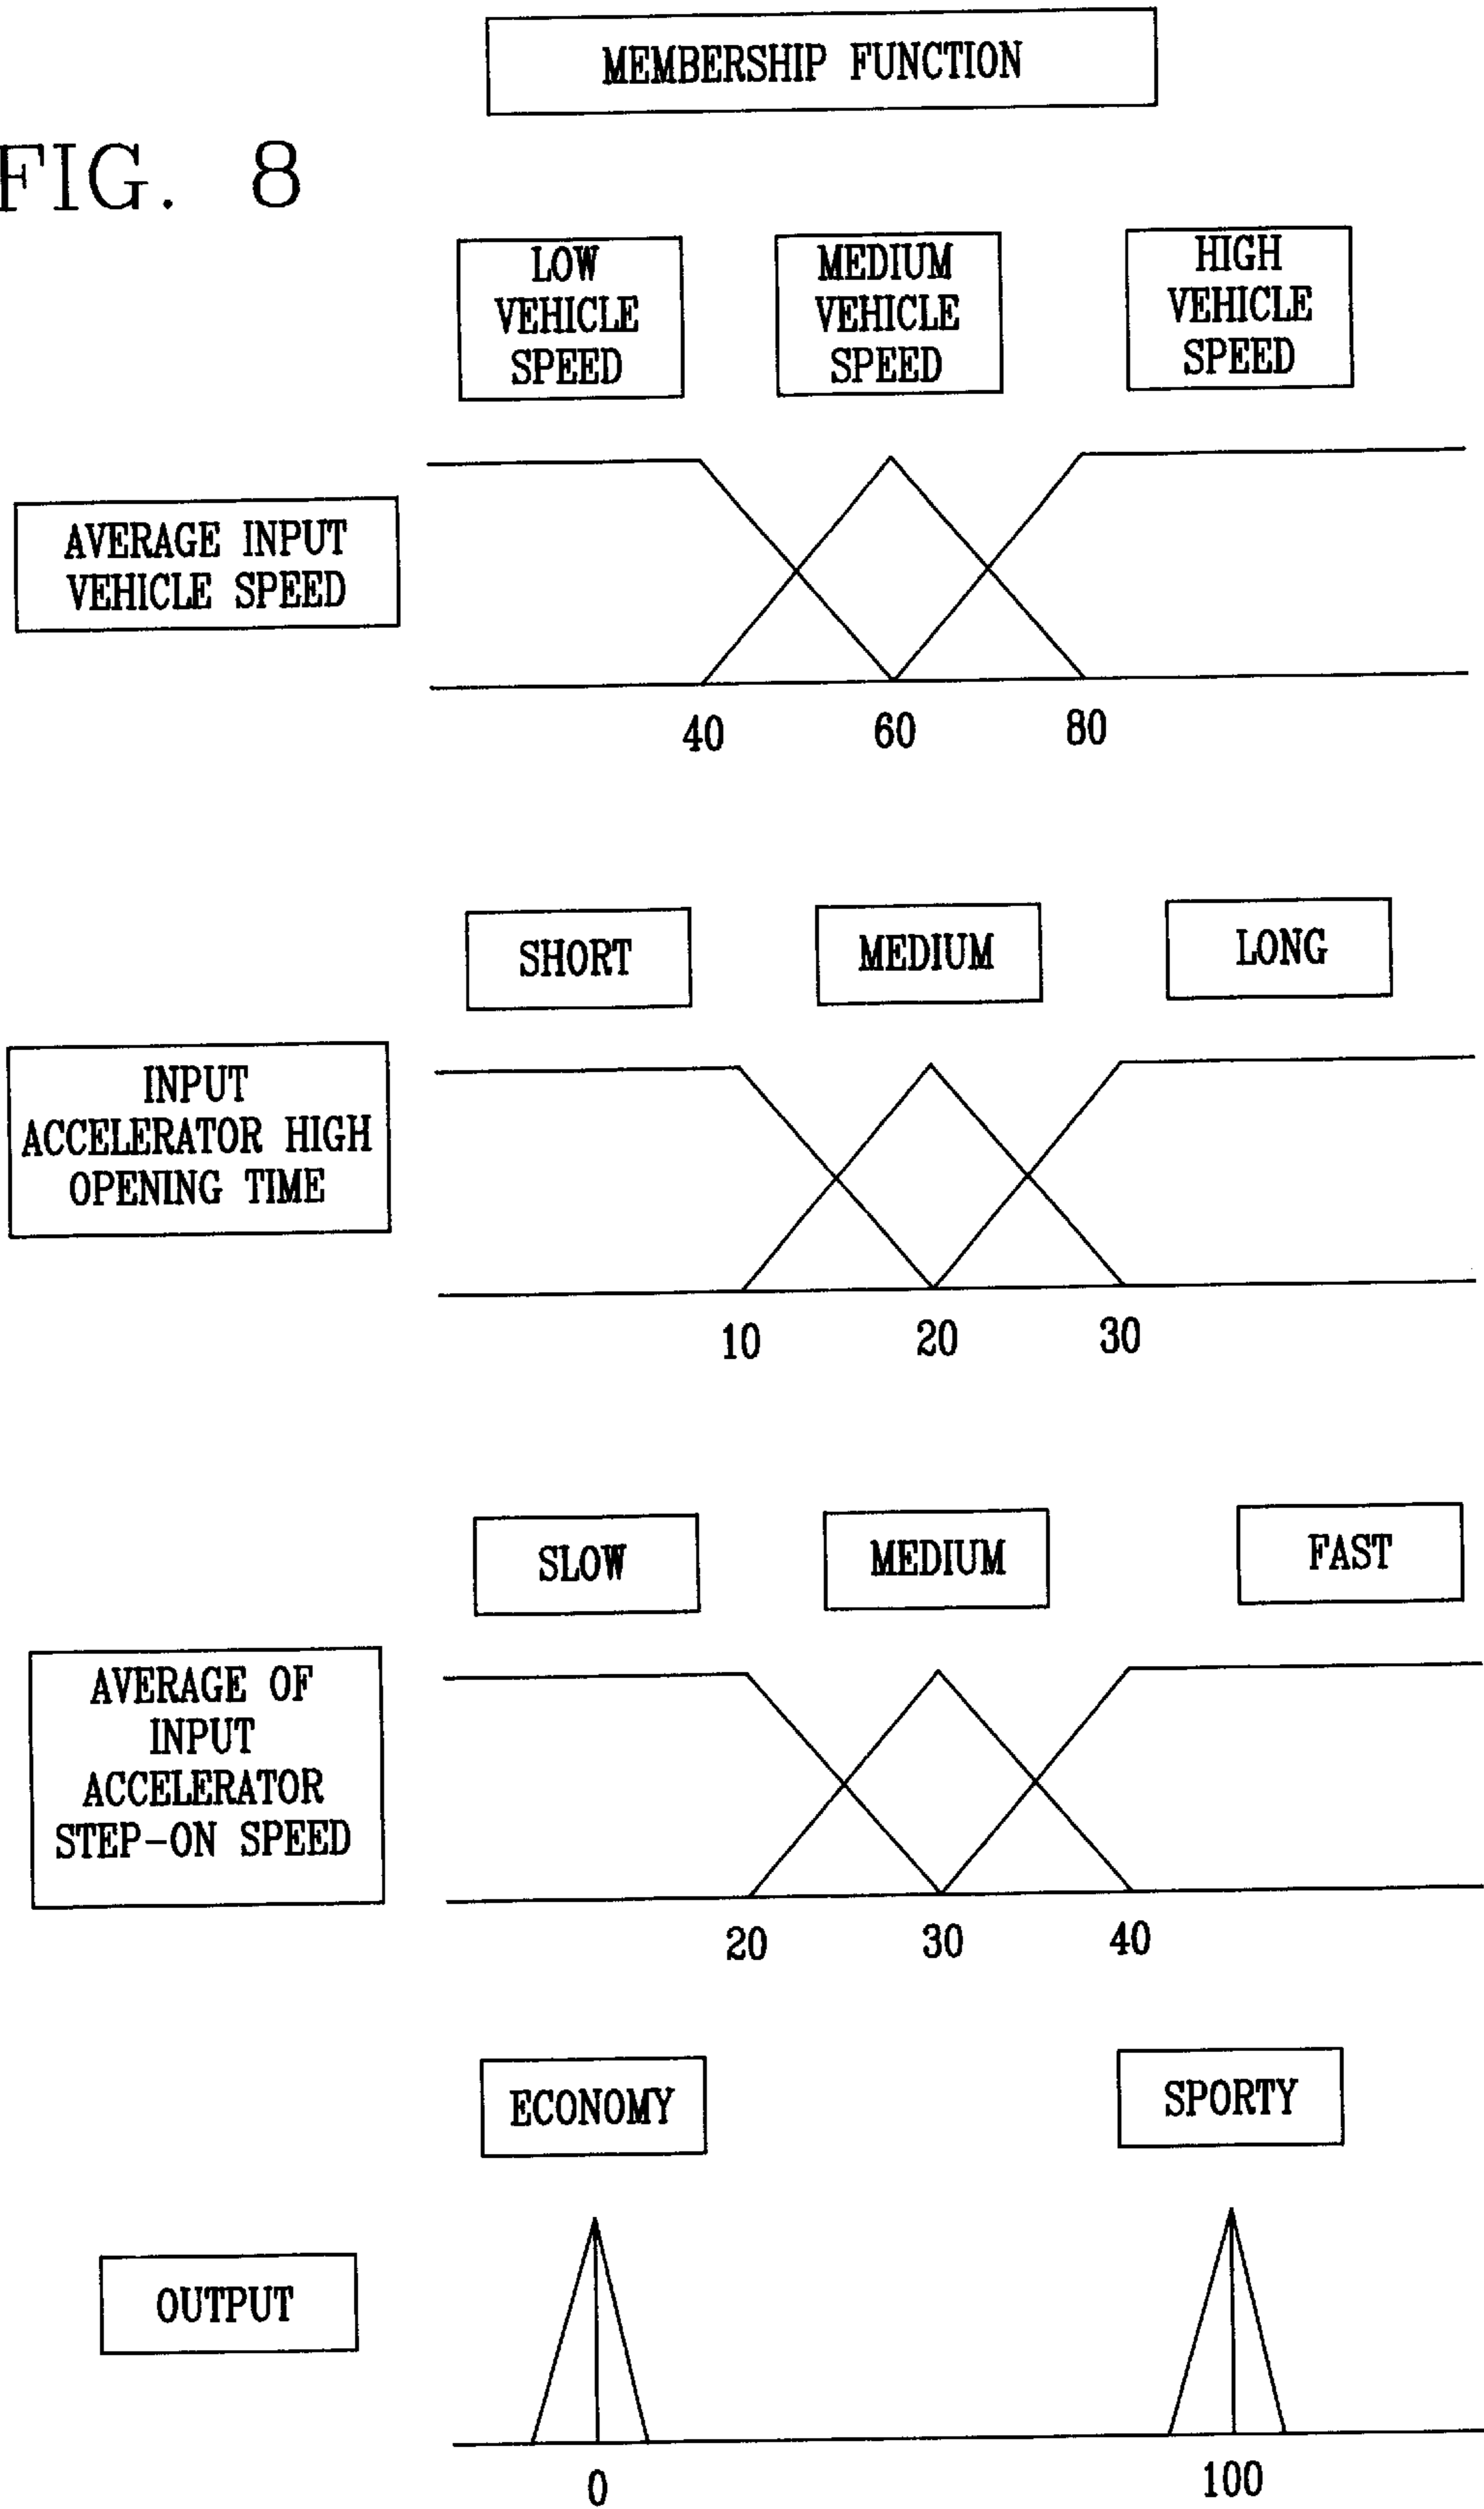 MEMBERSHIP FUNCTION
FIG. 8
LOW
VEHICLE
SPEED
MEDIUM
VEHICLE
SPEED
HIGH
VEHICLE
SPEED
AVERAGE INPUT
VEHICLE SPEED
40
60
80
SHORT
MEDIUM
LONG
INPUT
ACCELERATOR HIGH
OPENING TIME
10
20
30
SLOW
MEDIUM
FAST
AVERAGE OF
INPUT
ACCELERATOR
STEP-ON SPEED
20
30
40
ECONOMY
SPORTY
OUTPUT
0
100